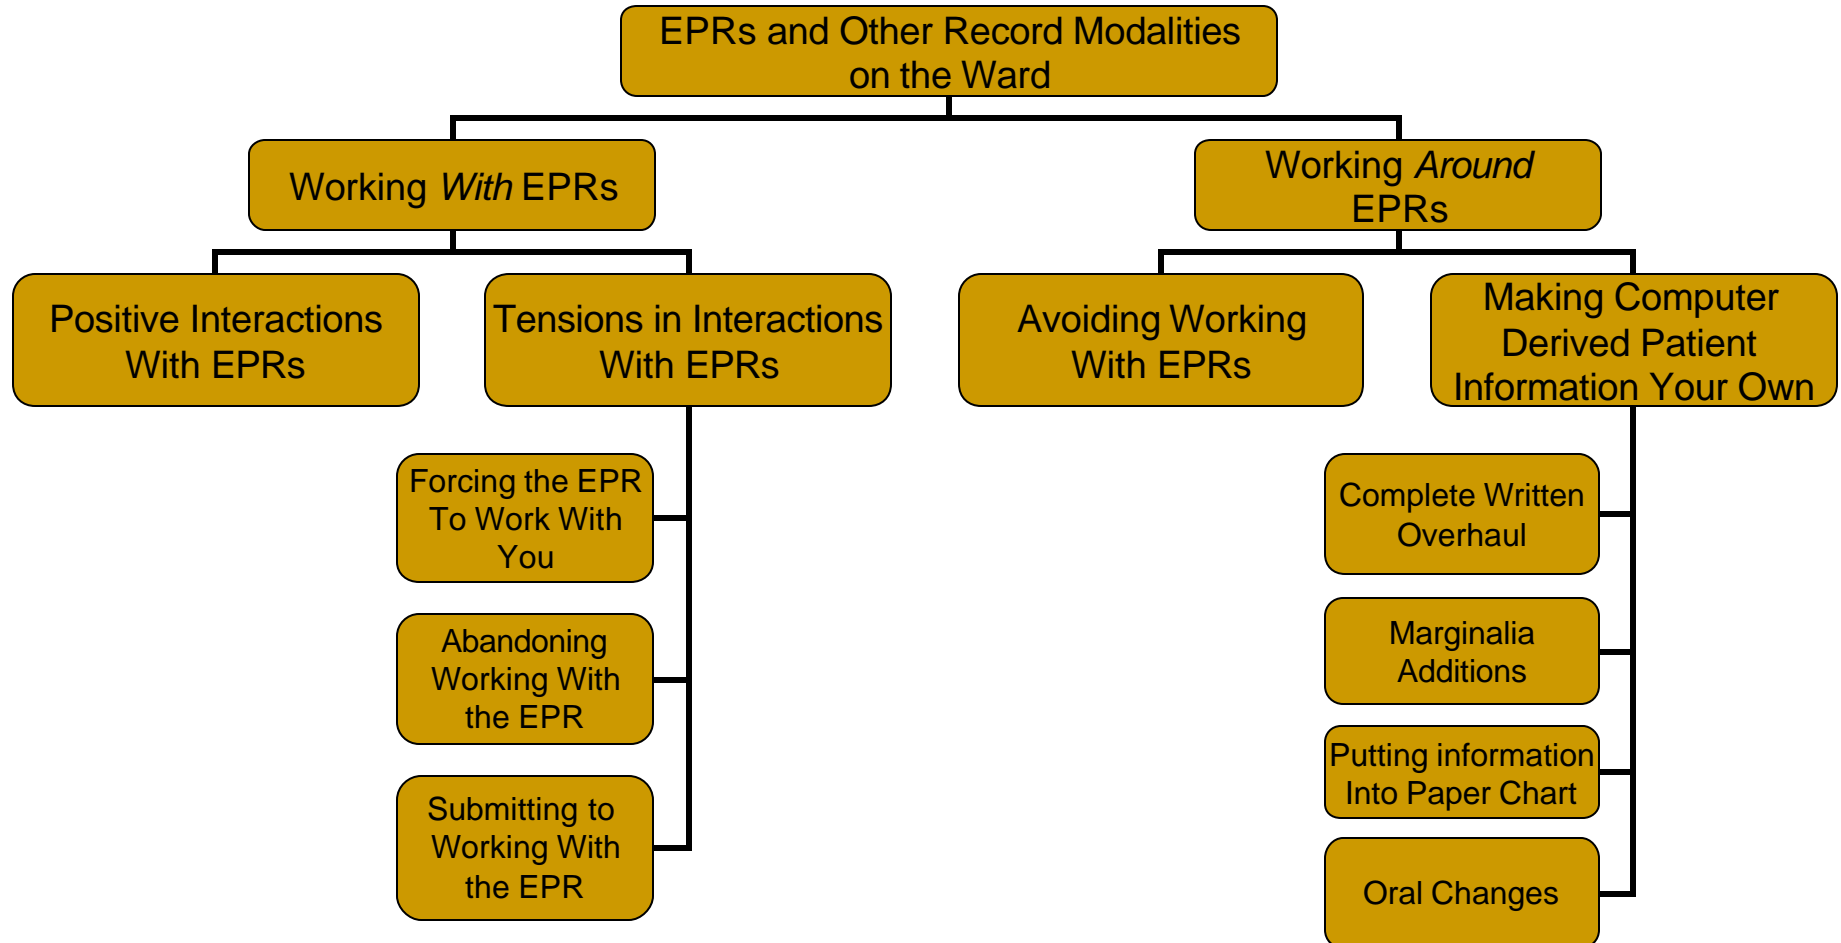 EPRs and Other Record Modalities
on the Ward
Working With EPRs
Working Around
EPRs
Positive Interactions
With EPRs
Tensions in Interactions
With EPRs
Avoiding Working
With EPRs
Making Computer
Derived Patient
Information Your Own
Forcing the EPR
To Work With
You
Abandoning
Working With
the EPR
Submitting to
Working With
the EPR
Complete Written
Overhaul
Marginalia
Additions
Putting information
Into Paper Chart
Oral Changes